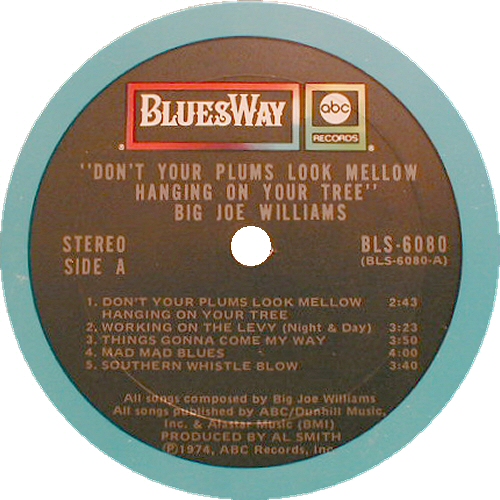 BLUESWAY
abc
RECORDS
"DON'T YOUR PLUMS LOOK MELLOW
HANGING ON YOUR TREE"
BIG JOE WILLIAMS
STEREO
SIDE A
BLS-6080
(BLS-6080-A)
1. DON'T YOUR PLUMS LOOK MELLOW 2:43
HANGING ON YOUR TREE
2. WORKING ON THE LEVY (Night & Day) 3:23
3. THINGS GONNA COME MY WAY 3:50
4. MAD MAD BLUES 4:00
5. SOUTHERN WHISTLE BLOW 3:40
All songs composed by Big Joe Williams
All songs published by ABC/Dunhill Music,
Inc. & Alastar Music (BMI)
PRODUCED BY AL SMITH
℗1974, ABC Records, Inc.